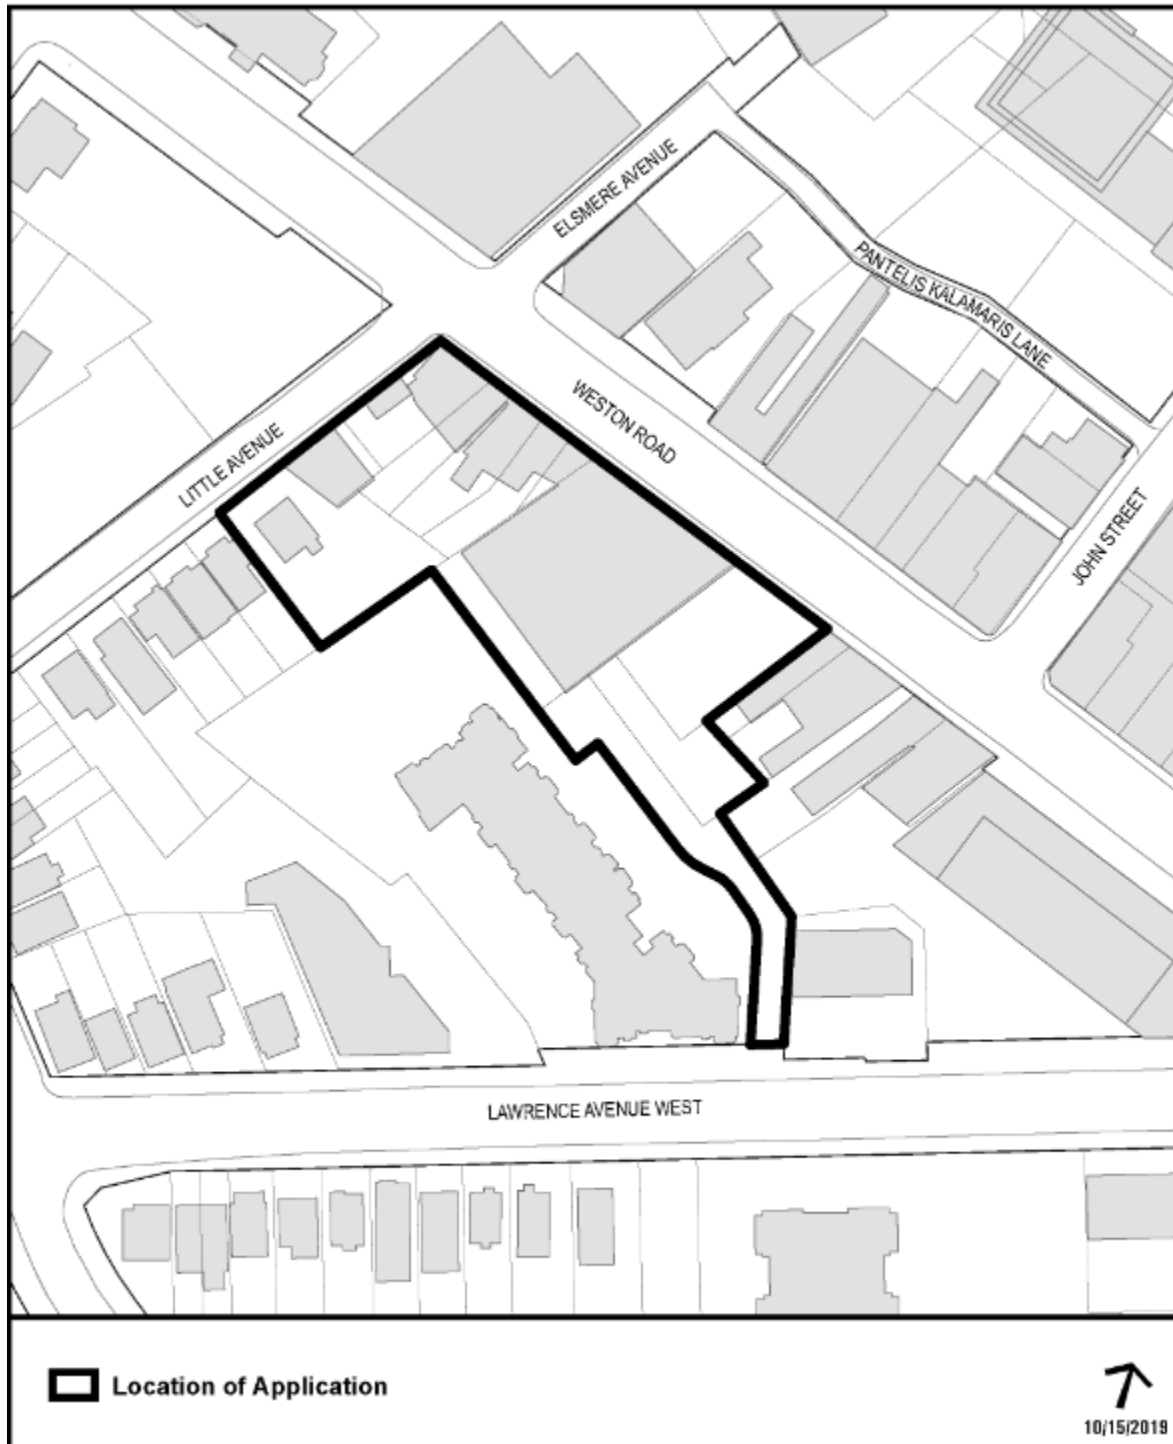 ELSMERE AVENUE
PANTELIS KALAMARIS LANE
WESTON ROAD
LITTLE AVENUE
JOHN STREET
LAWRENCE AVENUE WEST
Location of Application
10/15/2019